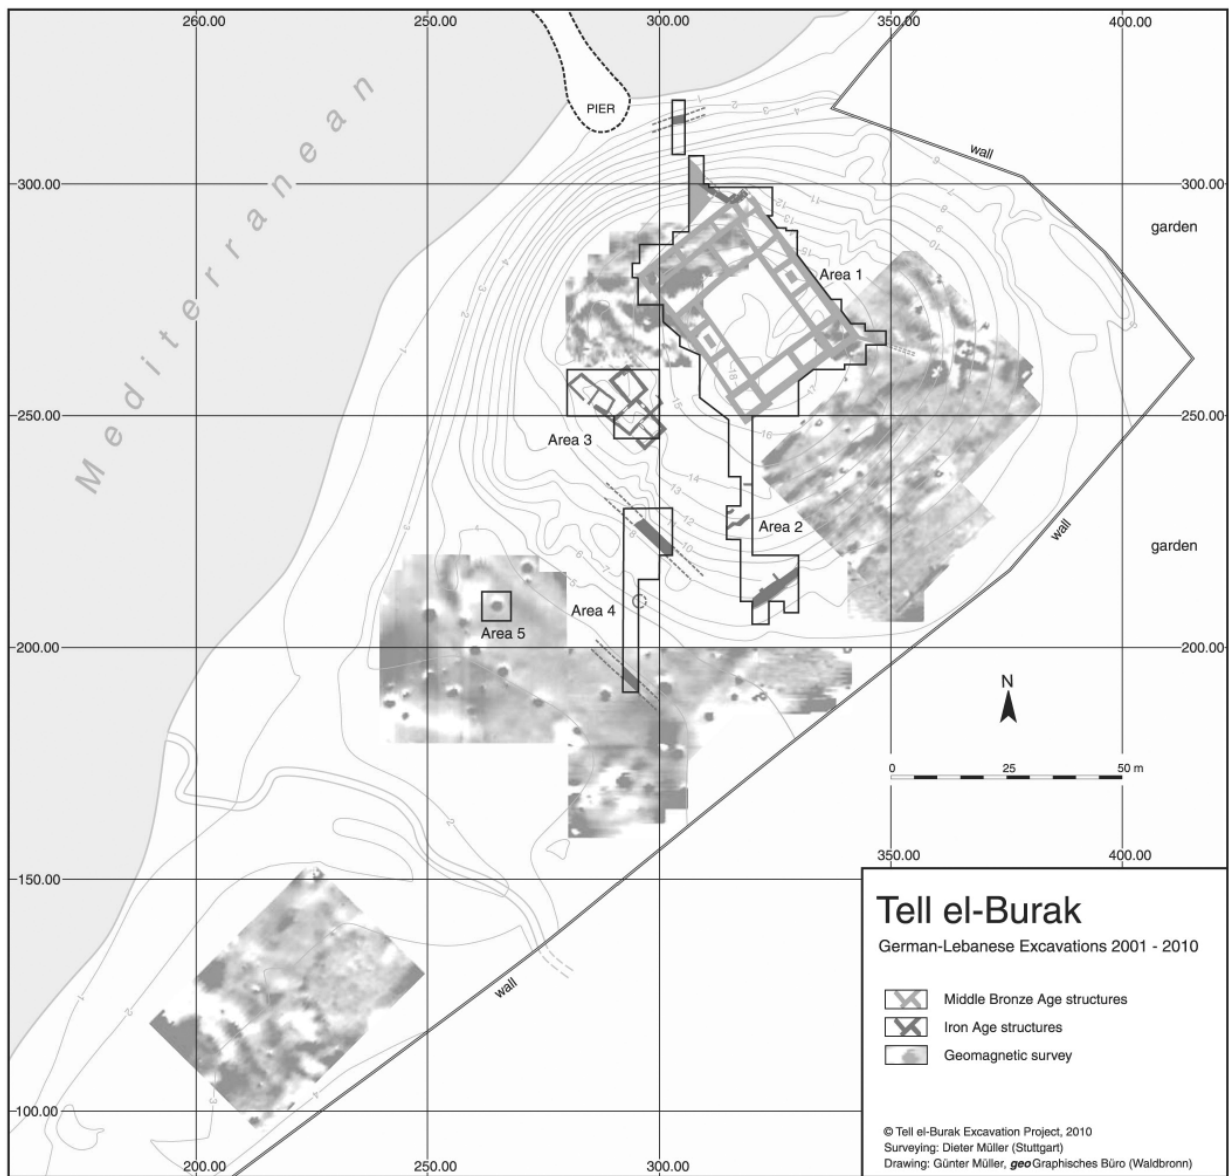 260.00
250.00
300.00
350.00
400.00
PIER
wall
300.00
300.00
garden
Mediterranean
Area 1
250.00
250.00
Area 3
Area 2
wall
garden
Area 4
Area 5
200.00
200.00
N
0 25 50 m
350.00
400.00
150.00
wall
Tell el-Burak
German-Lebanese Excavations 2001 - 2010
Middle Bronze Age structures
Iron Age structures
Geomagnetic survey
100.00
© Tell el-Burak Excavation Project, 2010
Surveying: Dieter Müller (Stuttgart)
Drawing: Günter Müller, geoGraphisches Büro (Waldbronn)
200.00
250.00
300.00